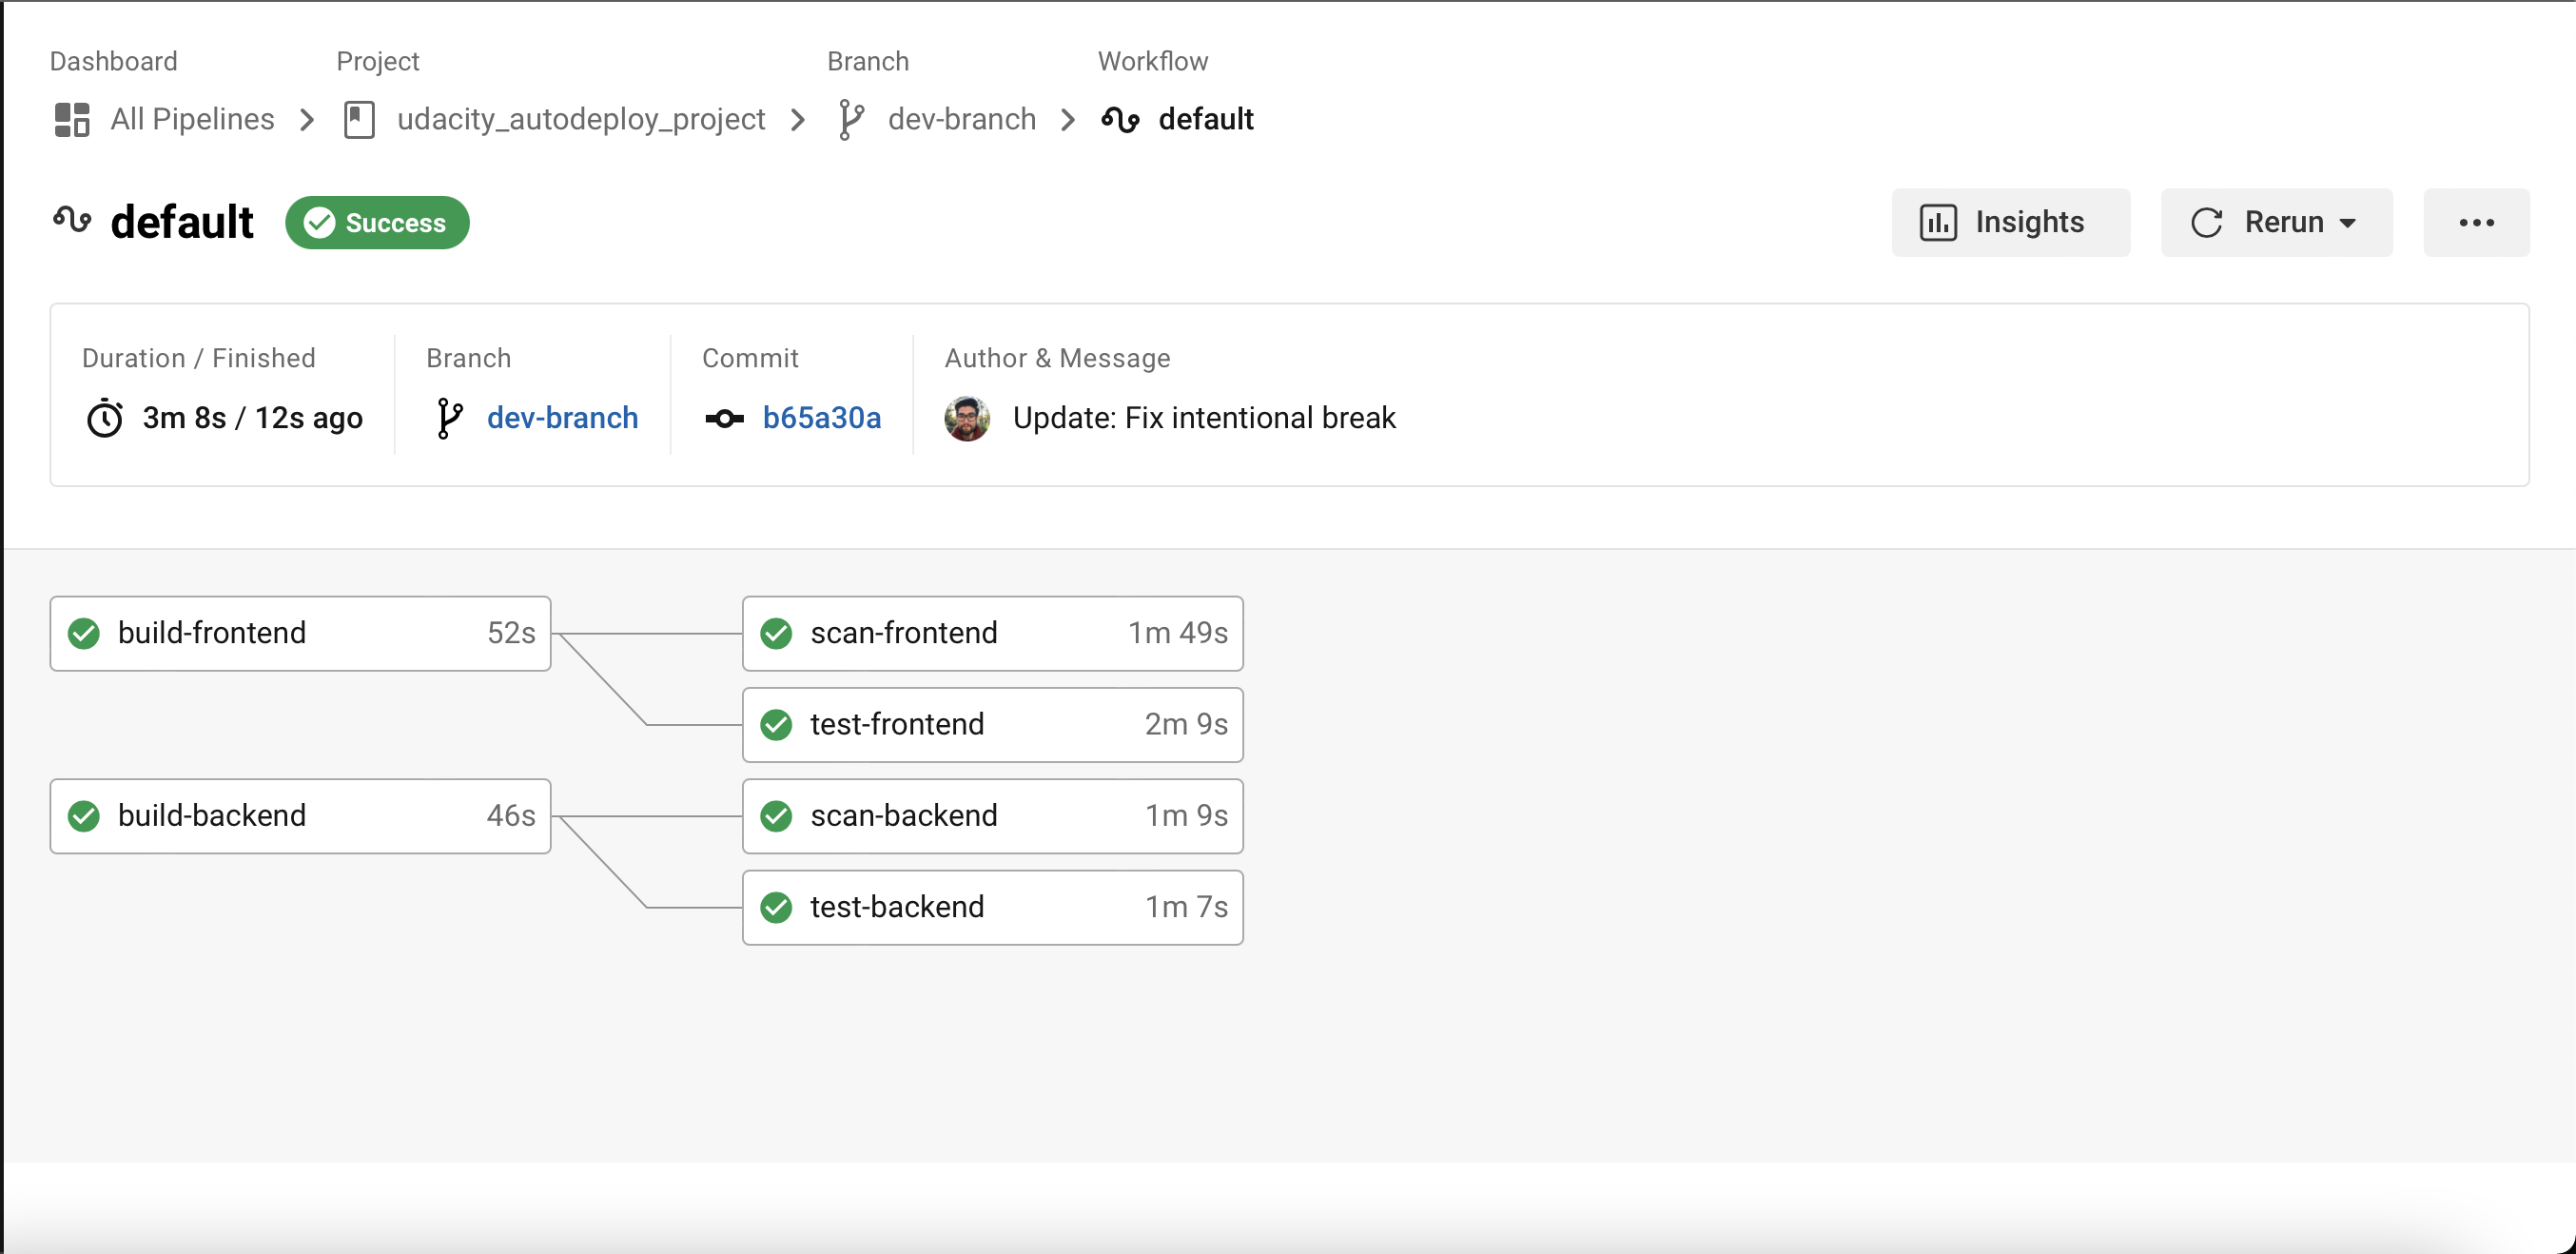 Dashboard Project Branch Workflow
All Pipelines udacity_autodeploy_project dev-branch default
default Success Insights Rerun
Duration / Finished Branch Commit Author & Message
3m 8s / 12s ago dev-branch b65a30a Update: Fix intentional break
build-frontend 52s scan-frontend 1m 49s
test-frontend 2m 9s
build-backend 46s scan-backend 1m 9s
test-backend 1m 7s